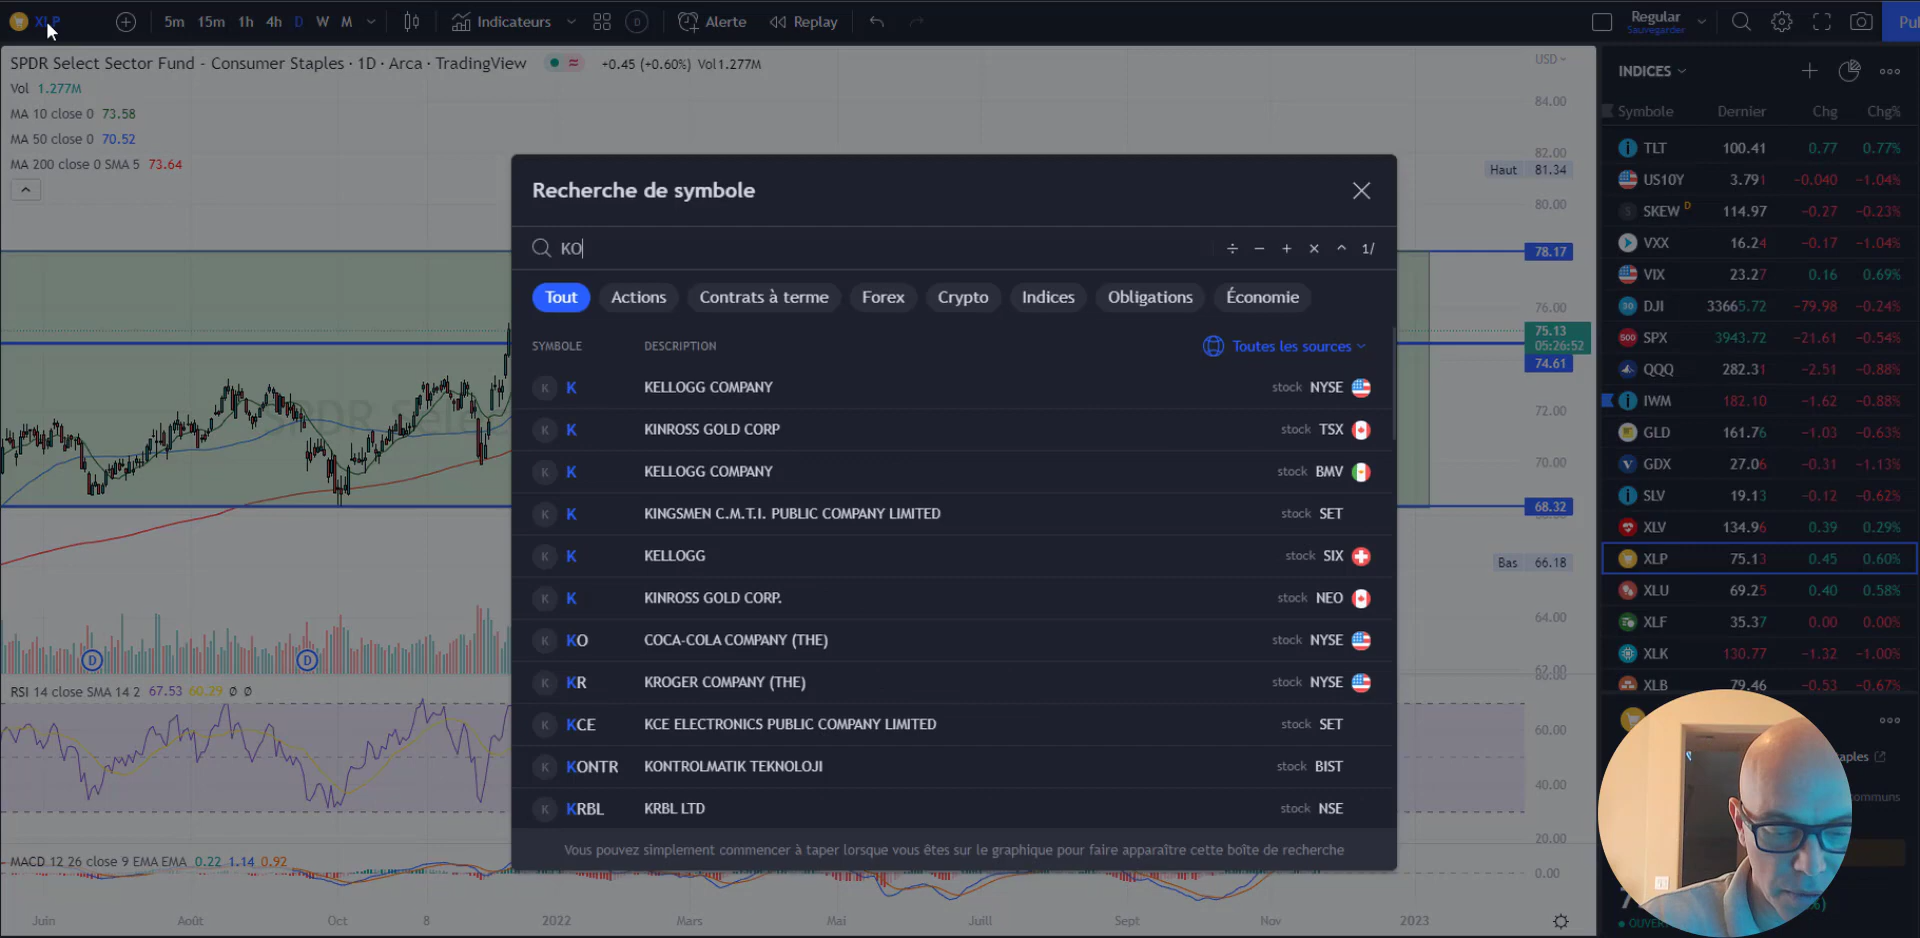 XLP 5m 15m 1h 4h D W M Indicateurs D Alerte Replay Regular Pu
Sauvegarder
SPDR Select Sector Fund - Consumer Staples · 1D · Arca · TradingView +0.45 (+0.60%) Vol1.277M USD
Vol 1.277M
MA 10 close 0 73.58
MA 50 close 0 70.52
MA 200 close 0 SMA 5 73.64
84.00
82.00
Haut 81.34
80.00
78.17
76.00
75.13
05:26:52
74.61
72.00
70.00
68.32
Bas 66.18
64.00
62.00
SPDR Sele
D D
Recherche de symbole
KO ÷ − + × ^ 1/
Tout Actions Contrats à terme Forex Crypto Indices Obligations Économie
SYMBOLE DESCRIPTION Toutes les sources
K K KELLOGG COMPANY stock NYSE
K K KINROSS GOLD CORP stock TSX
K K KELLOGG COMPANY stock BMV
K K KINGSMEN C.M.T.I. PUBLIC COMPANY LIMITED stock SET
K K KELLOGG stock SIX
K K KINROSS GOLD CORP. stock NEO
K KO COCA-COLA COMPANY (THE) stock NYSE
K KR KROGER COMPANY (THE) stock NYSE
K KCE KCE ELECTRONICS PUBLIC COMPANY LIMITED stock SET
K KONTR KONTROLMATIK TEKNOLOJI stock BIST
K KRBL KRBL LTD stock NSE
Vous pouvez simplement commencer à taper lorsque vous êtes sur le graphique pour faire apparaître cette boîte de recherche
RSI 14 close SMA 14 2 67.53 60.29 Ø Ø
60.00
40.00
20.00
MACD 12 26 close 9 EMA EMA 0.22 1.14 0.92
0.00
Juin Août Oct 8 2022 Mars Mai Juill Sept Nov 2023
INDICES
Symbole Dernier Chg Chg%
TLT 100.41 0.77 0.77%
US10Y 3.791 −0.040 −1.04%
S SKEW D 114.97 −0.27 −0.23%
VXX 16.24 −0.17 −1.04%
VIX 23.27 0.16 0.69%
30 DJI 33665.72 −79.98 −0.24%
500 SPX 3943.72 −21.61 −0.54%
QQQ 282.31 −2.51 −0.88%
IWM 182.10 −1.62 −0.88%
GLD 161.76 −1.03 −0.63%
GDX 27.06 −0.31 −1.13%
SLV 19.13 −0.12 −0.62%
XLV 134.96 0.39 0.29%
XLP 75.13 0.45 0.60%
XLU 69.25 0.40 0.58%
XLF 35.37 0.00 0.00%
XLK 130.77 −1.32 −1.00%
XLB 79.46 −0.53 −0.67%
aples
communs
%)
OUVER